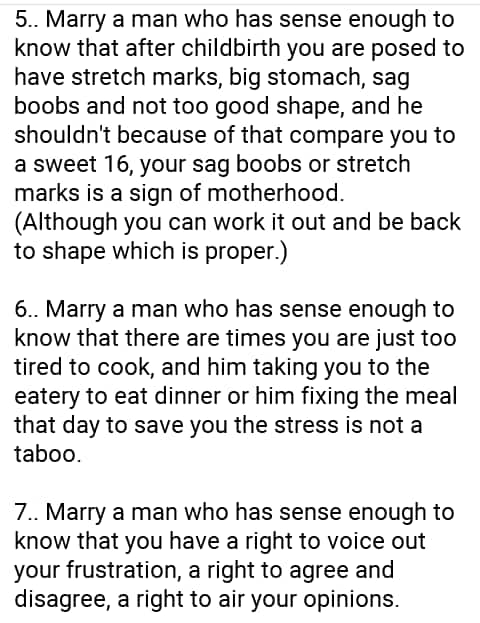 5.. Marry a man who has sense enough to
know that after childbirth you are posed to
have stretch marks, big stomach, sag
boobs and not too good shape, and he
shouldn't because of that compare you to
a sweet 16, your sag boobs or stretch
marks is a sign of motherhood.
(Although you can work it out and be back
to shape which is proper.)
6.. Marry a man who has sense enough to
know that there are times you are just too
tired to cook, and him taking you to the
eatery to eat dinner or him fixing the meal
that day to save you the stress is not a
taboo.
7.. Marry a man who has sense enough to
know that you have a right to voice out
your frustration, a right to agree and
disagree, a right to air your opinions.